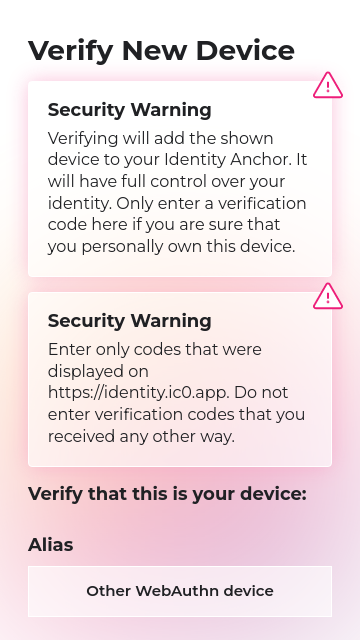 Verify New Device
Security Warning
Verifying will add the shown
device to your Identity Anchor. It
will have full control over your
identity. Only enter a verification
code here if you are sure that
you personally own this device.
Security Warning
Enter only codes that were
displayed on
https://identity.ic0.app. Do not
enter verification codes that you
received any other way.
Verify that this is your device:
Alias
Other WebAuthn device